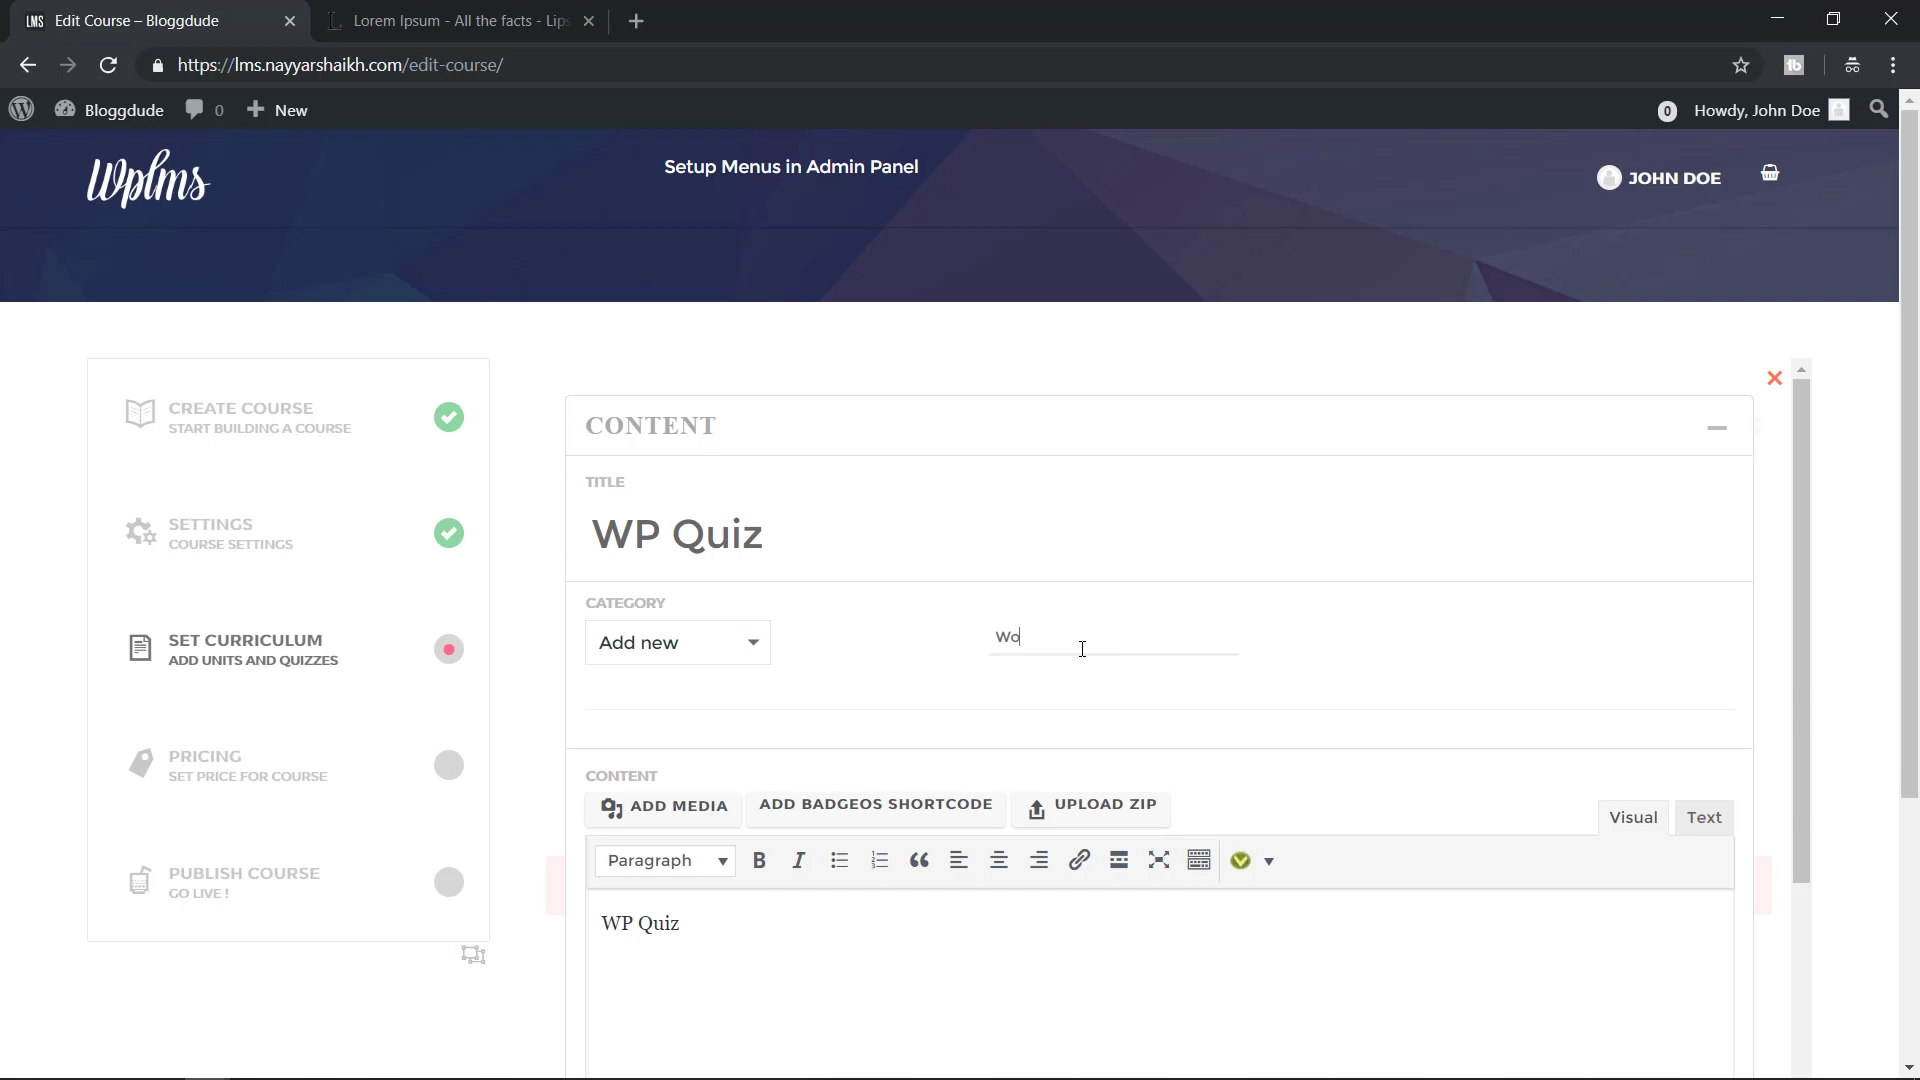 LMS Edit Course – Bloggdude
Lorem Ipsum - All the facts - Lips
https://lms.nayyarshaikh.com/edit-course/
Bloggdude 0 New
0 Howdy, John Doe
Wplms
Setup Menus in Admin Panel
JOHN DOE
CREATE COURSE
START BUILDING A COURSE
SETTINGS
COURSE SETTINGS
SET CURRICULUM
ADD UNITS AND QUIZZES
PRICING
SET PRICE FOR COURSE
PUBLISH COURSE
GO LIVE !
CONTENT
TITLE
WP Quiz
CATEGORY
Add new
Wo
CONTENT
ADD MEDIA ADD BADGEOS SHORTCODE UPLOAD ZIP
Visual Text
Paragraph B I
WP Quiz